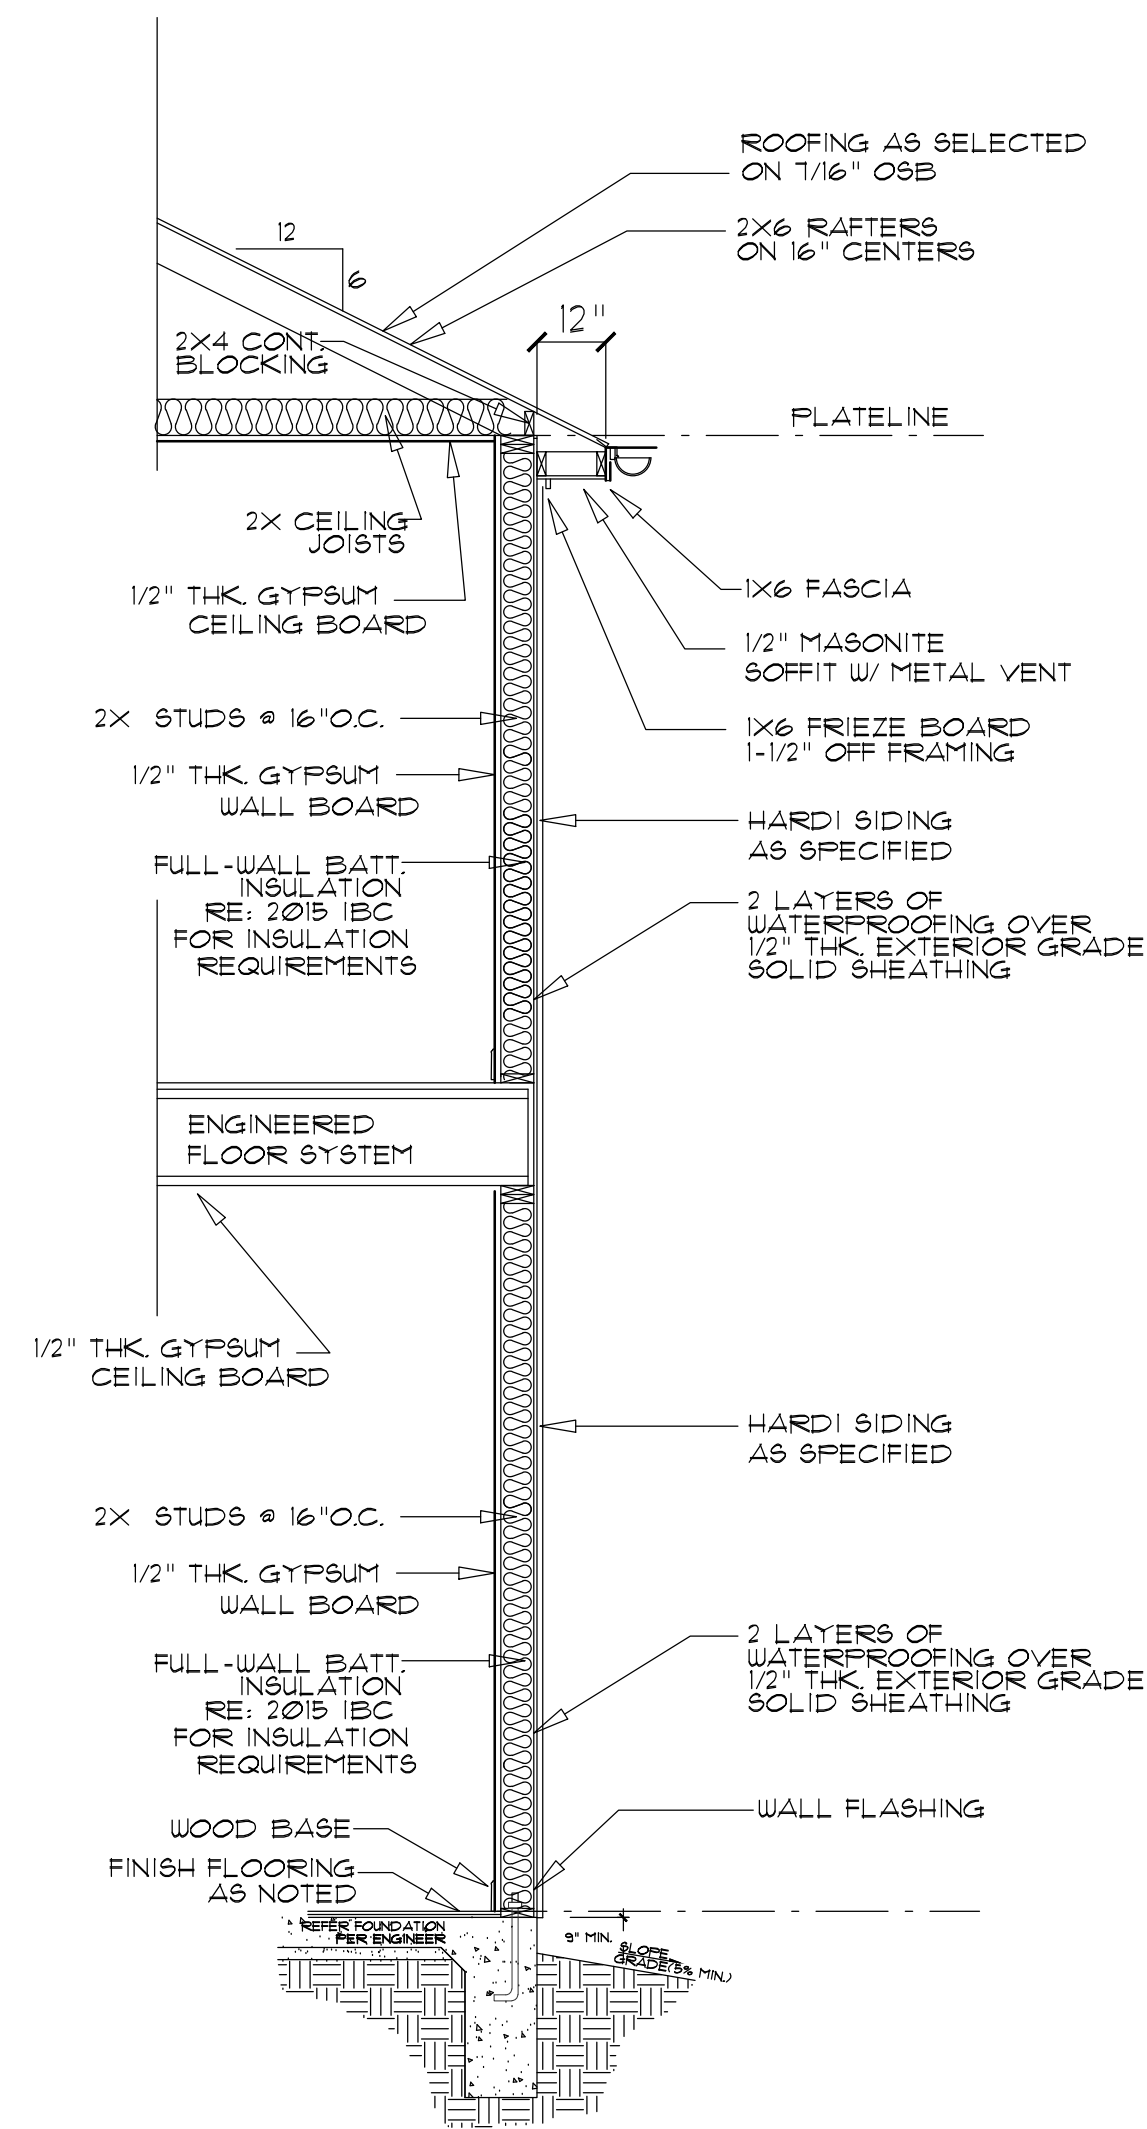 ROOFING AS SELECTED
ON 7/16" OSB
2X6 RAFTERS
ON 16" CENTERS
12
6
12"
2X4 CONT.
BLOCKING
PLATELINE
2X CEILING
JOISTS
1/2" THK. GYPSUM
CEILING BOARD
1X6 FASCIA
1/2" MASONITE
SOFFIT W/ METAL VENT
2X STUDS @ 16"O.C.
1X6 FRIEZE BOARD
1-1/2" OFF FRAMING
1/2" THK. GYPSUM
WALL BOARD
HARDI SIDING
AS SPECIFIED
FULL-WALL BATT.
INSULATION
RE: 2015 IBC
FOR INSULATION
REQUIREMENTS
2 LAYERS OF
WATERPROOFING OVER
1/2" THK. EXTERIOR GRADE
SOLID SHEATHING
ENGINEERED
FLOOR SYSTEM
1/2" THK. GYPSUM
CEILING BOARD
HARDI SIDING
AS SPECIFIED
2X STUDS @ 16"O.C.
1/2" THK. GYPSUM
WALL BOARD
FULL-WALL BATT.
INSULATION
RE: 2015 IBC
FOR INSULATION
REQUIREMENTS
2 LAYERS OF
WATERPROOFING OVER
1/2" THK. EXTERIOR GRADE
SOLID SHEATHING
WALL FLASHING
WOOD BASE
FINISH FLOORING
AS NOTED
REFER FOUNDATION
PER ENGINEER
9" MIN.
SLOPE
GRADE(5% MIN.)